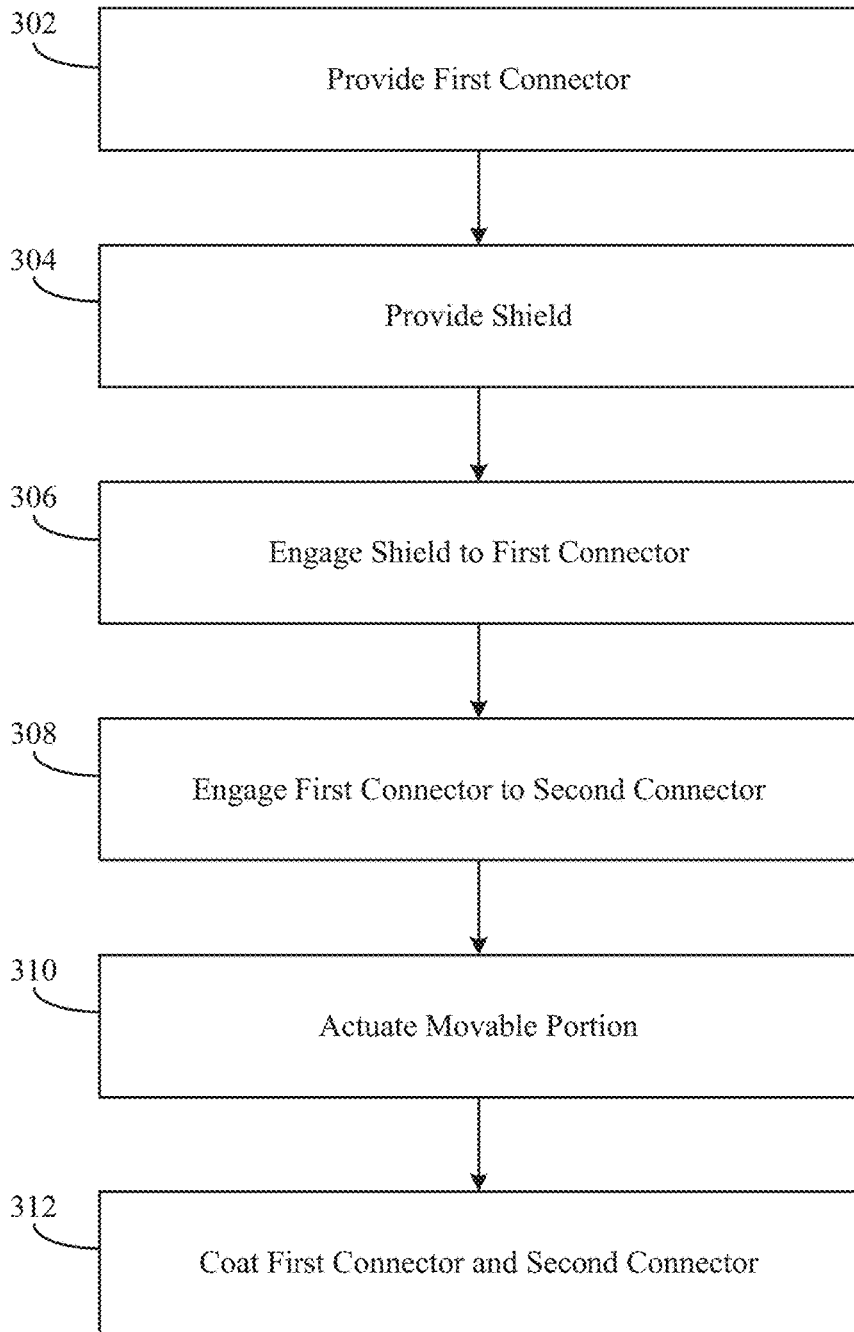 302
Provide First Connector
304
Provide Shield
306
Engage Shield to First Connector
308
Engage First Connector to Second Connector
310
Actuate Movable Portion
312
Coat First Connector and Second Connector